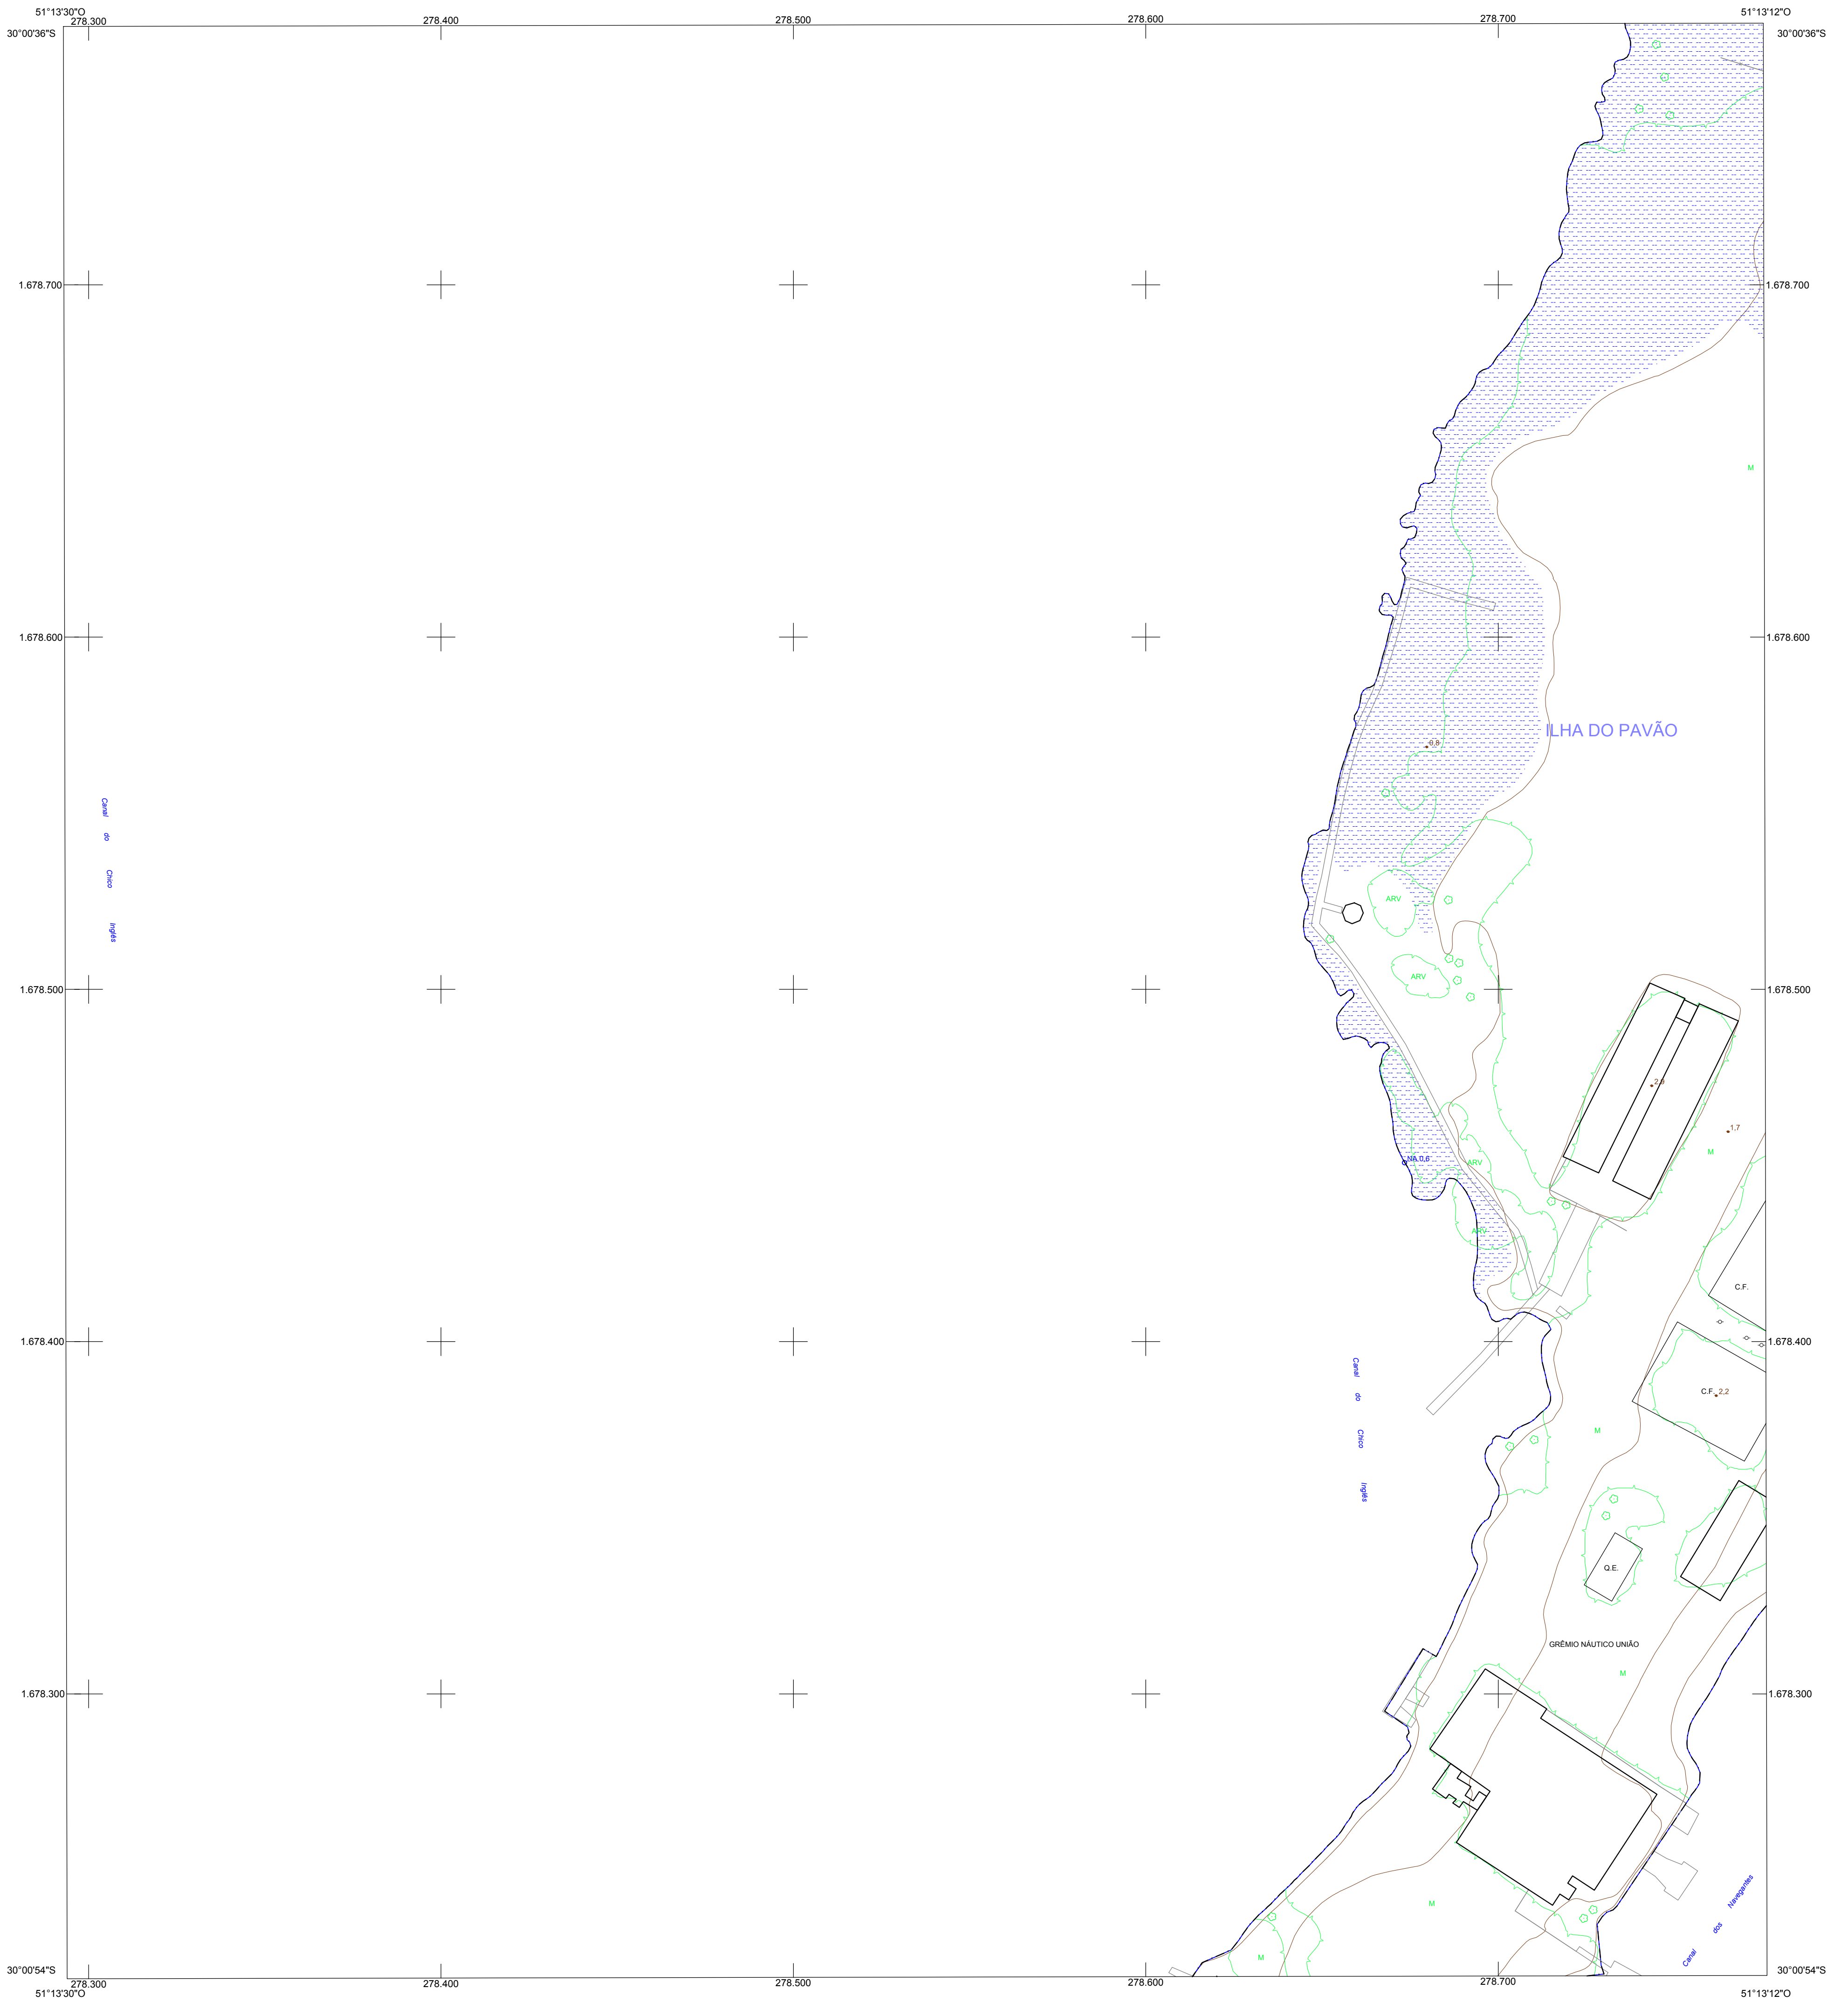 51°13'30"O
51°13'12"O
278.300
278.400
278.500
278.600
278.700
30°00'36"S
30°00'36"S
1.678.700
1.678.700
M
1.678.600
1.678.600
ILHA DO PAVÃO
0,8
Canal do Chico Inglês
ARV
ARV
1.678.500
1.678.500
2,9
1,7
M
NA.0,6
ARV
ARV
C.F.
1.678.400
1.678.400
Canal do Chico Inglês
C.F.
2,2
M
Q.E.
GRÊMIO NÁUTICO UNIÃO
M
1.678.300
1.678.300
M
Canal dos Navegantes
M
30°00'54"S
30°00'54"S
278.300
278.400
278.500
278.600
278.700
51°13'30"O
51°13'12"O